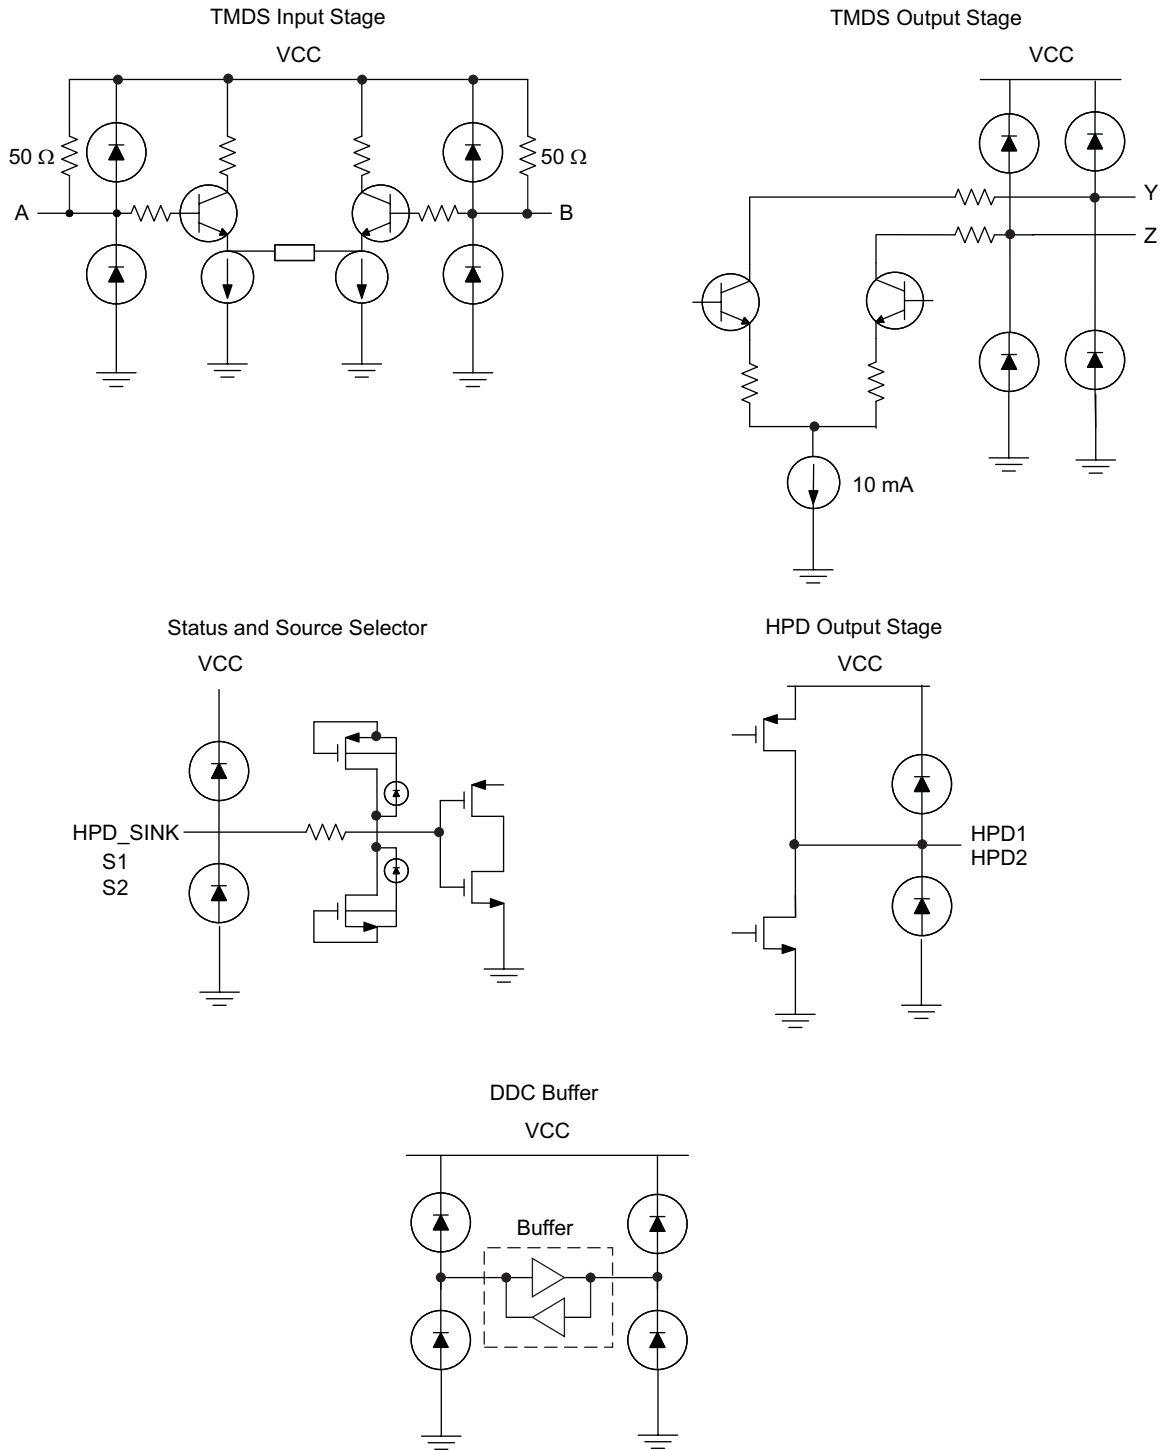 TMDS Input Stage
VCC
50 Ω
50 Ω
A
B
TMDS Output Stage
VCC
Y
Z
10 mA
Status and Source Selector
VCC
HPD_SINK
S1
S2
HPD Output Stage
VCC
HPD1
HPD2
DDC Buffer
VCC
Buffer